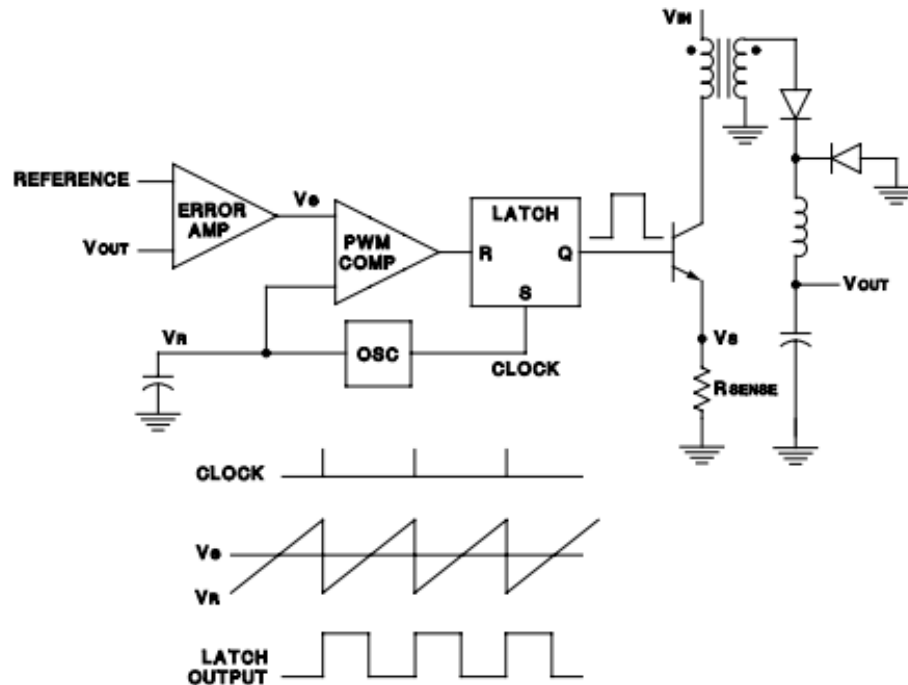 VIN
REFERENCE
ERROR
AMP
Ve
PWM
COMP
LATCH
R
Q
S
VOUT
VOUT
VR
OSC
CLOCK
VS
RSENSE
CLOCK
Ve
VR
LATCH
OUTPUT